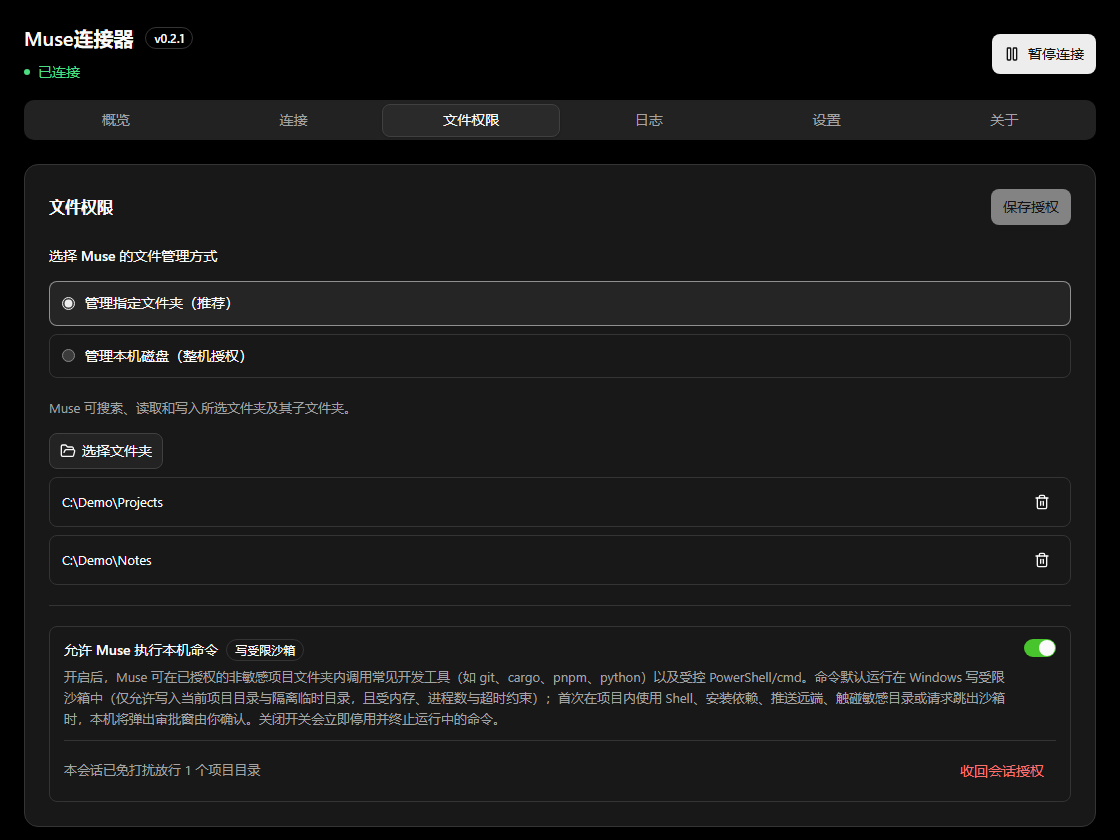 Muse连接器 v0.2.1
已连接
暂停连接
概览 连接 文件权限 日志 设置 关于
文件权限
保存授权
选择 Muse 的文件管理方式
管理指定文件夹（推荐）
管理本机磁盘（整机授权）
Muse 可搜索、读取和写入所选文件夹及其子文件夹。
选择文件夹
C:\Demo\Projects
C:\Demo\Notes
允许 Muse 执行本机命令 写受限沙箱
开启后，Muse 可在已授权的非敏感项目文件夹内调用常见开发工具（如 git、cargo、pnpm、python）以及受控 PowerShell/cmd。命令默认运行在 Windows 写受限
沙箱中（仅允许写入当前项目目录与隔离临时目录，且受内存、进程数与超时约束）；首次在项目内使用 Shell、安装依赖、推送远端、触碰敏感目录或请求跳出沙箱
时，本机将弹出审批窗由你确认。关闭开关会立即停用并终止运行中的命令。
本会话已免打扰放行 1 个项目目录
收回会话授权